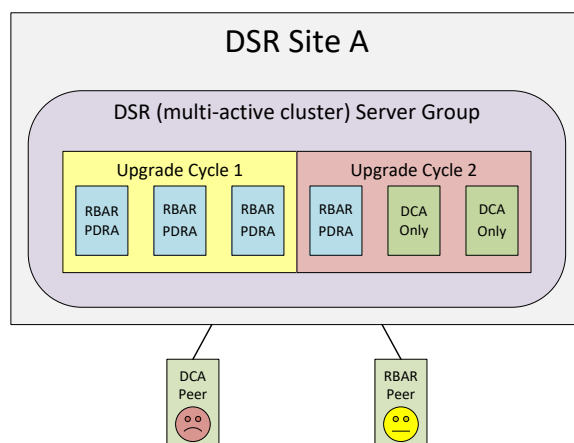 DSR Site A
DSR (multi-active cluster) Server Group
Upgrade Cycle 1
Upgrade Cycle 2
RBAR
PDRA
RBAR
PDRA
RBAR
PDRA
RBAR
PDRA
DCA
Only
DCA
Only
DCA
Peer
RBAR
Peer